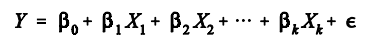 Y = β₀ + β₁X₁ + β₂X₂ + ··· + βₖXₖ + ϵ